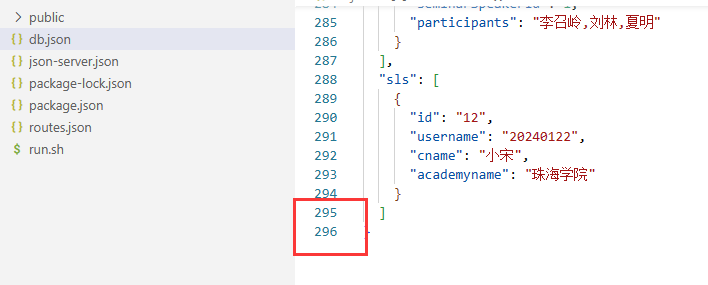 public
db.json
json-server.json
package-lock.json
package.json
routes.json
run.sh
285 "participants": "李召岭,刘林,夏明"
286 }
287 ],
288 "sls": [
289 {
290 "id": "12",
291 "username": "20240122",
292 "cname": "小宋",
293 "academyname": "珠海学院"
294 }
295 ]
296 }